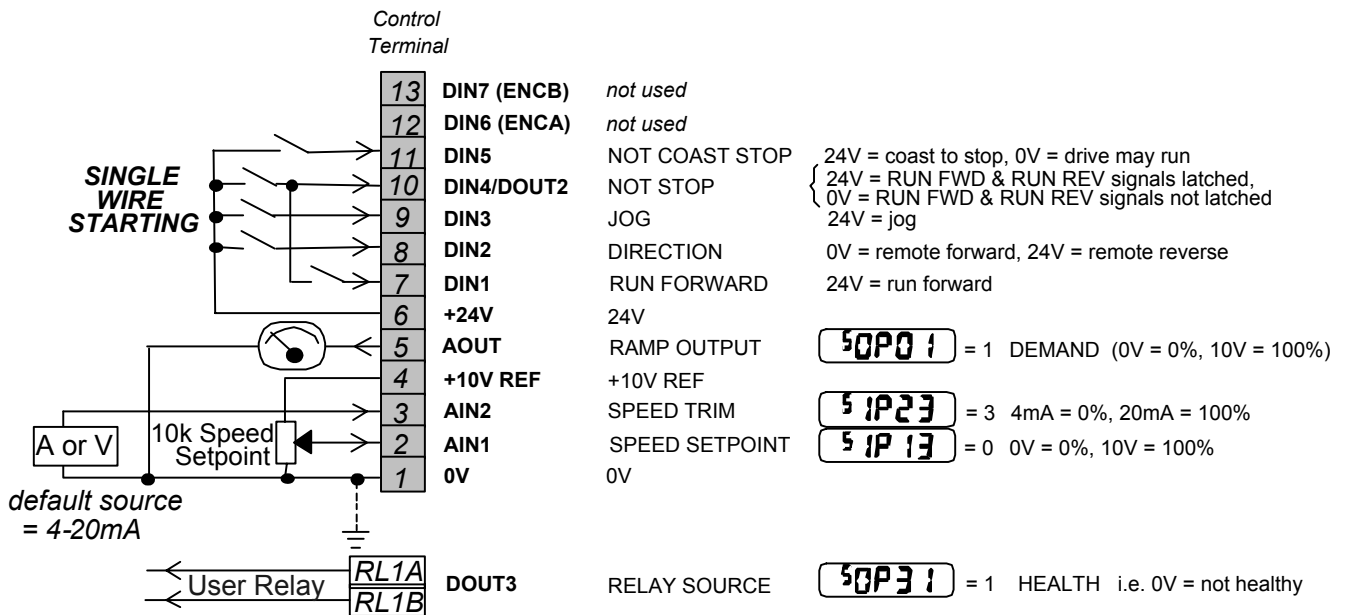 Control
Terminal
13 DIN7 (ENCB) not used
12 DIN6 (ENCA) not used
11 DIN5 NOT COAST STOP 24V = coast to stop, 0V = drive may run
SINGLE
WIRE
STARTING
10 DIN4/DOUT2 NOT STOP { 24V = RUN FWD & RUN REV signals latched,
0V = RUN FWD & RUN REV signals not latched
9 DIN3 JOG 24V = jog
8 DIN2 DIRECTION 0V = remote forward, 24V = remote reverse
7 DIN1 RUN FORWARD 24V = run forward
6 +24V 24V
5 AOUT RAMP OUTPUT SOP01 = 1 DEMAND (0V = 0%, 10V = 100%)
4 +10V REF +10V REF
3 AIN2 SPEED TRIM SIP23 = 3 4mA = 0%, 20mA = 100%
A or V
10k Speed
Setpoint
2 AIN1 SPEED SETPOINT SIP13 = 0 0V = 0%, 10V = 100%
1 0V 0V
default source
= 4-20mA
User Relay
RL1A
RL1B
DOUT3 RELAY SOURCE SOP31 = 1 HEALTH i.e. 0V = not healthy